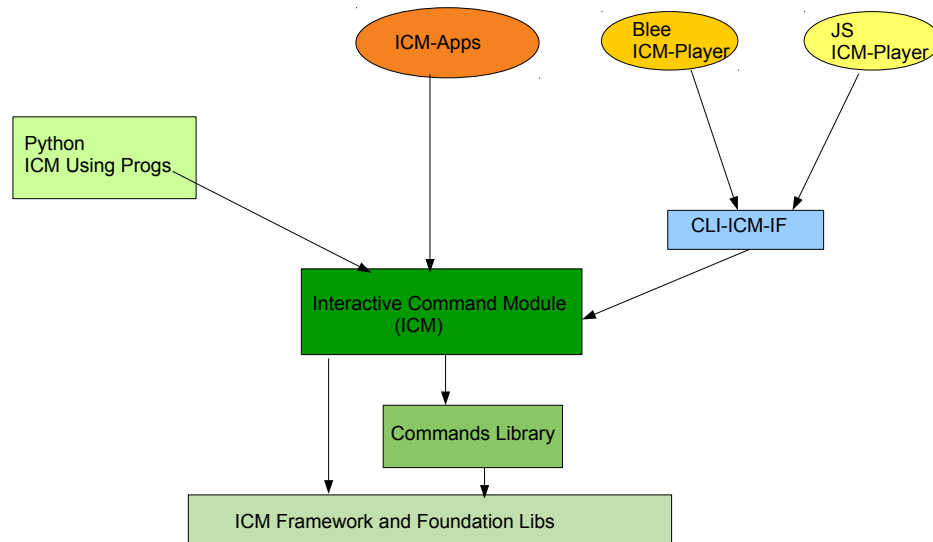 ICM-Apps
Blee
ICM-Player
JS
ICM-Player
Python
ICM Using Progs
CLI-ICM-IF
Interactive Command Module
(ICM)
Commands Library
ICM Framework and Foundation Libs